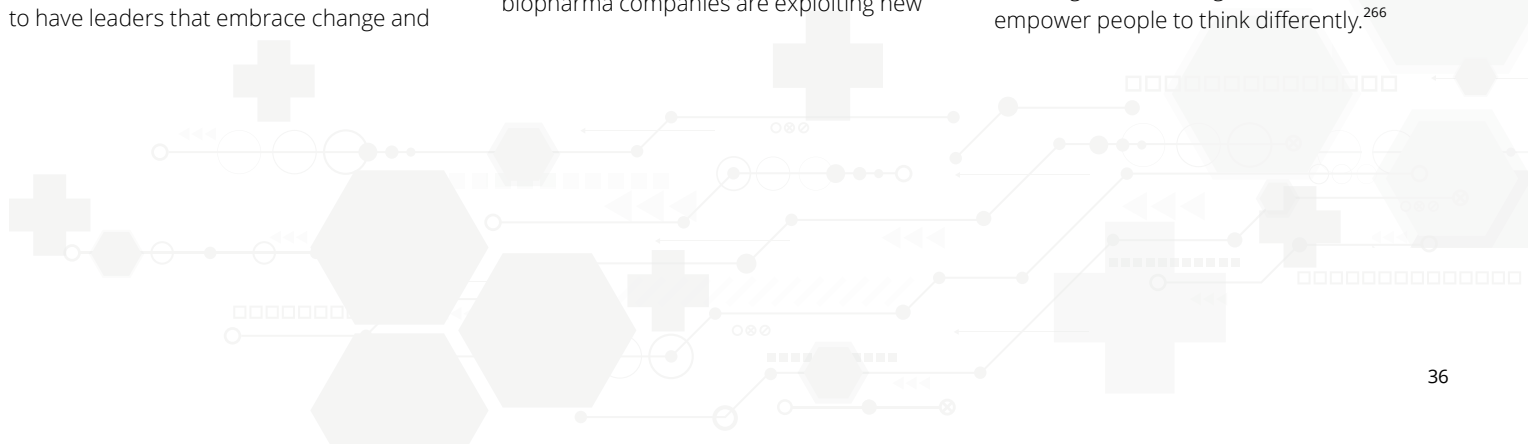 to have leaders that embrace change and
biopharma companies are exploiting new
empower people to think differently.266
36